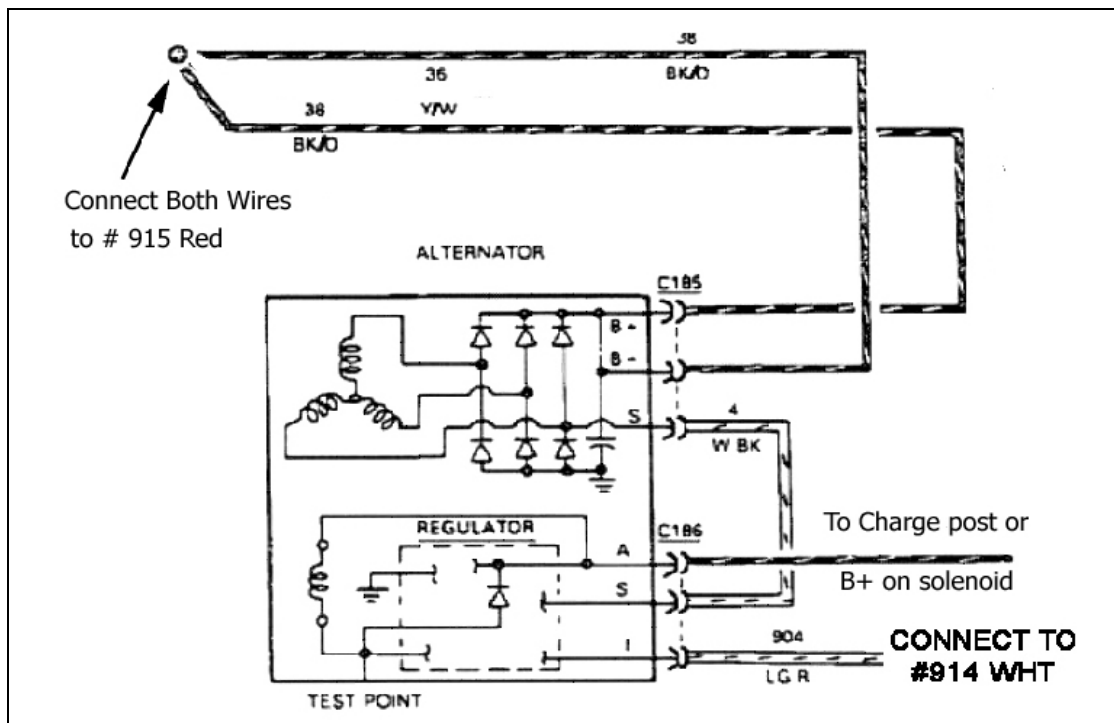 38
36
BK/O
Y/W
38
BK/O
Connect Both Wires
to # 915 Red
ALTERNATOR
C185
B +
B -
S
4
W BK
REGULATOR
C186
To Charge post or
A
S
B+ on solenoid
I
904
CONNECT TO
#914 WHT
LG R
TEST POINT